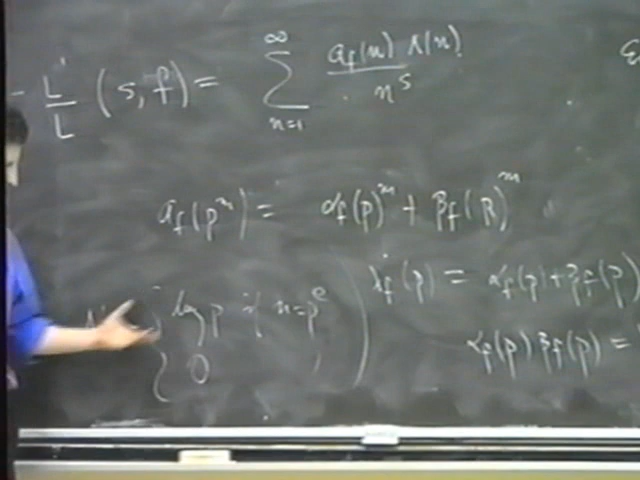 - L'/L (s, f) = ∑_{n=1}^{∞} a_f(n) Λ(n) / n^s
a_f(p^m) = α_f(p)^m + β_f(p)^m
λ_f(p) = α_f(p) + β_f(p)
{ log p if n = p^e
0
α_f(p) β_f(p) =